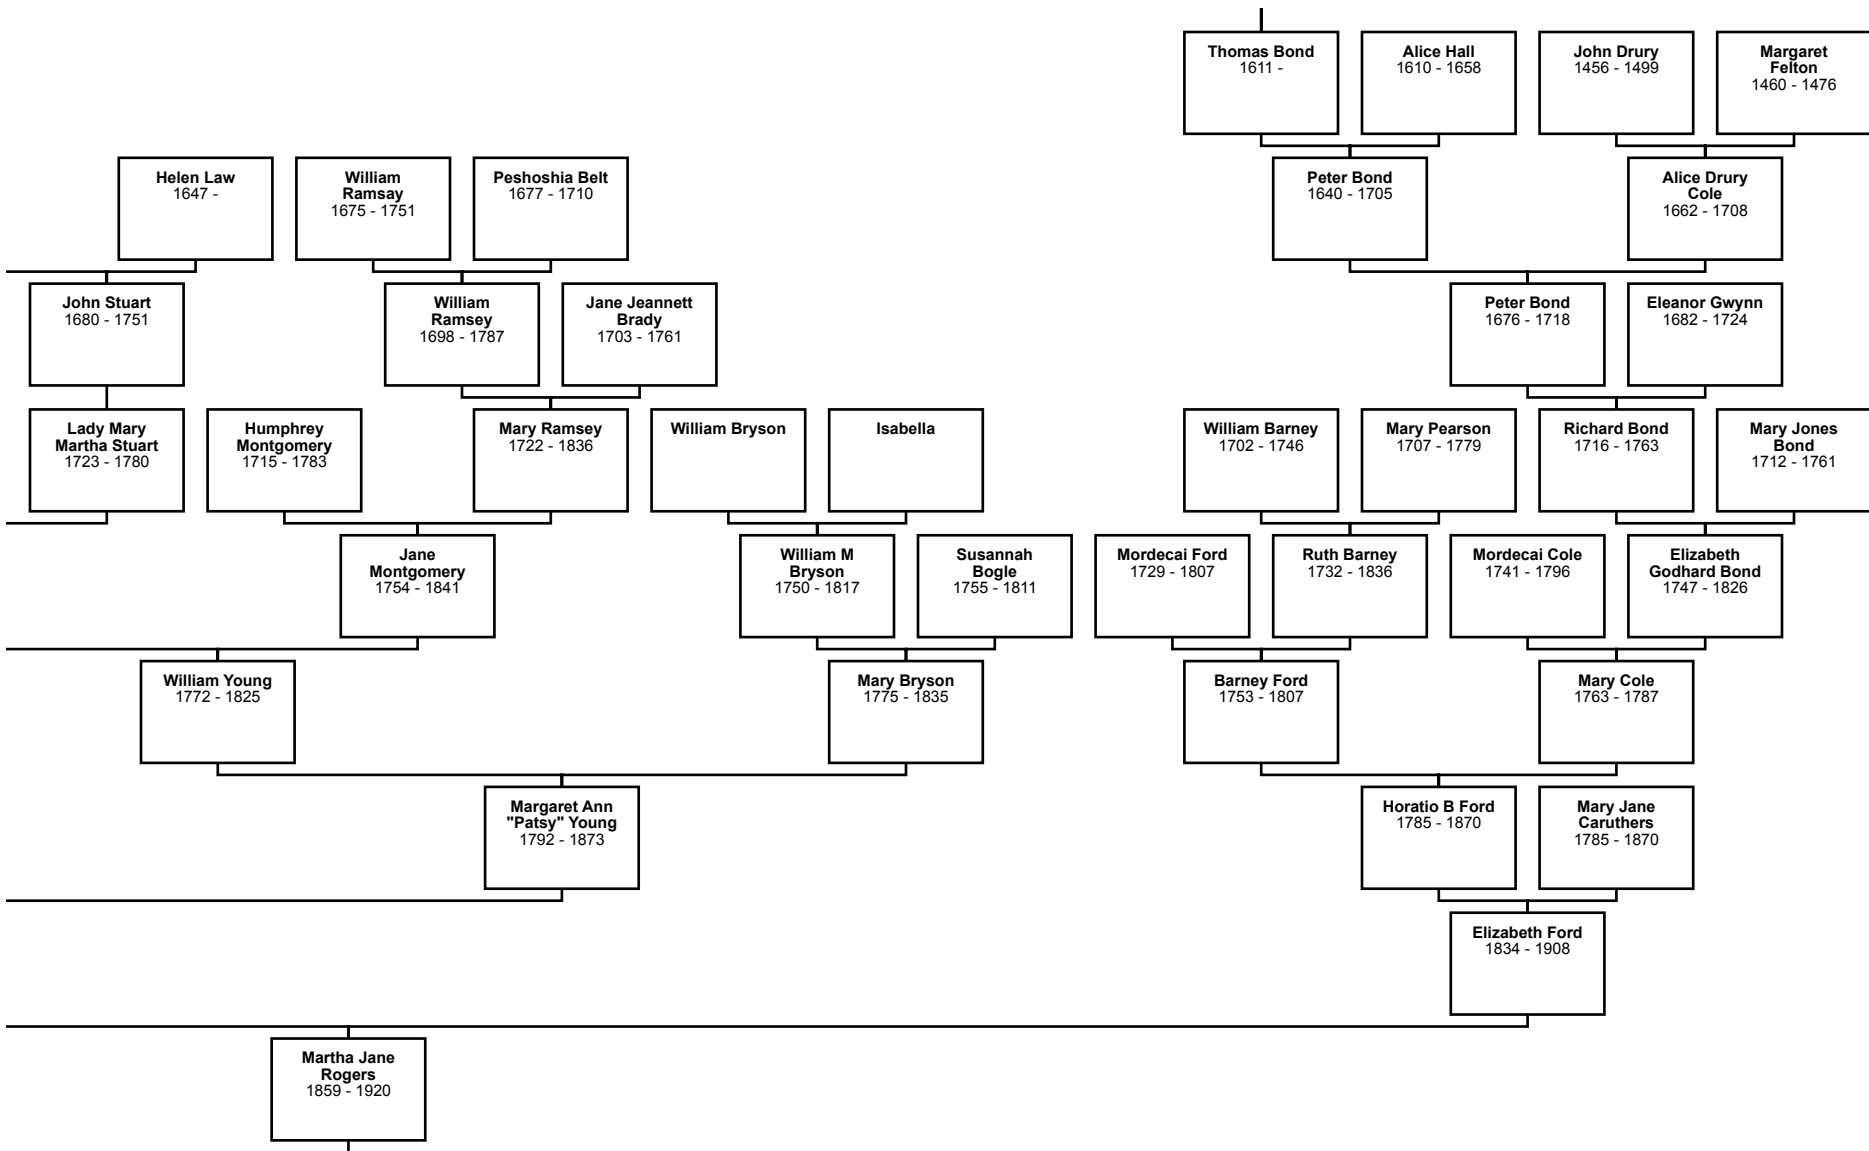 Thomas Bond
1611 -
Alice Hall
1610 - 1658
John Drury
1456 - 1499
Margaret
Felton
1460 - 1476
Helen Law
1647 -
William
Ramsay
1675 - 1751
Peshoshia Belt
1677 - 1710
Peter Bond
1640 - 1705
Alice Drury
Cole
1662 - 1708
John Stuart
1680 - 1751
William
Ramsey
1698 - 1787
Jane Jeannett
Brady
1703 - 1761
Peter Bond
1676 - 1718
Eleanor Gwynn
1682 - 1724
Lady Mary
Martha Stuart
1723 - 1780
Humphrey
Montgomery
1715 - 1783
Mary Ramsey
1722 - 1836
William Bryson
Isabella
William Barney
1702 - 1746
Mary Pearson
1707 - 1779
Richard Bond
1716 - 1763
Mary Jones
Bond
1712 - 1761
Jane
Montgomery
1754 - 1841
William M
Bryson
1750 - 1817
Susannah
Bogle
1755 - 1811
Mordecai Ford
1729 - 1807
Ruth Barney
1732 - 1836
Mordecai Cole
1741 - 1796
Elizabeth
Godhard Bond
1747 - 1826
William Young
1772 - 1825
Mary Bryson
1775 - 1835
Barney Ford
1753 - 1807
Mary Cole
1763 - 1787
Margaret Ann
"Patsy" Young
1792 - 1873
Horatio B Ford
1785 - 1870
Mary Jane
Caruthers
1785 - 1870
Elizabeth Ford
1834 - 1908
Martha Jane
Rogers
1859 - 1920